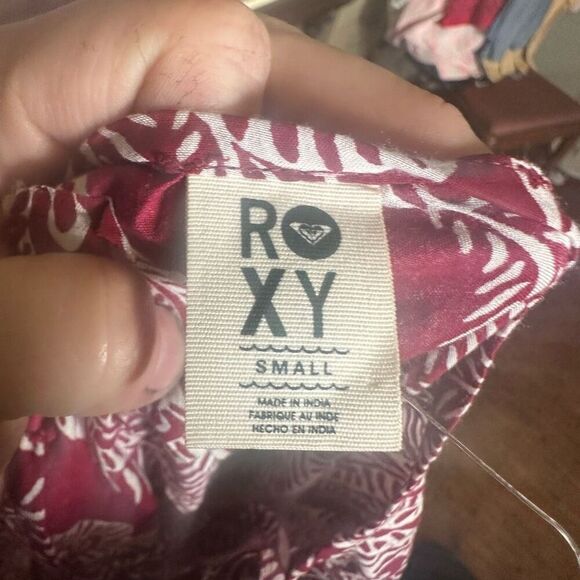 RO
XY
SMALL
MADE IN INDIA
FABRIQUE AU INDE
HECHO EN INDIA